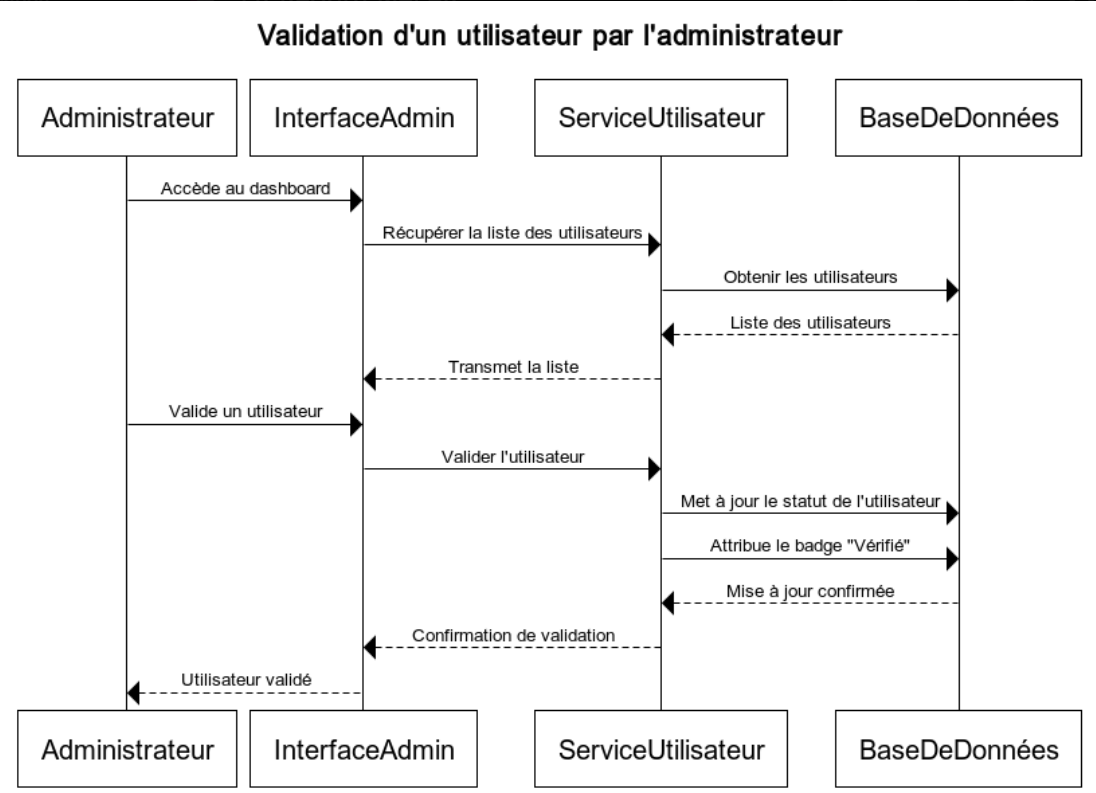 Validation d'un utilisateur par l'administrateur
Administrateur
InterfaceAdmin
ServiceUtilisateur
BaseDeDonnées
Accède au dashboard
Récupérer la liste des utilisateurs
Obtenir les utilisateurs
Liste des utilisateurs
Transmet la liste
Valide un utilisateur
Valider l'utilisateur
Met à jour le statut de l'utilisateur
Attribue le badge "Vérifié"
Mise à jour confirmée
Confirmation de validation
Utilisateur validé
Administrateur
InterfaceAdmin
ServiceUtilisateur
BaseDeDonnées